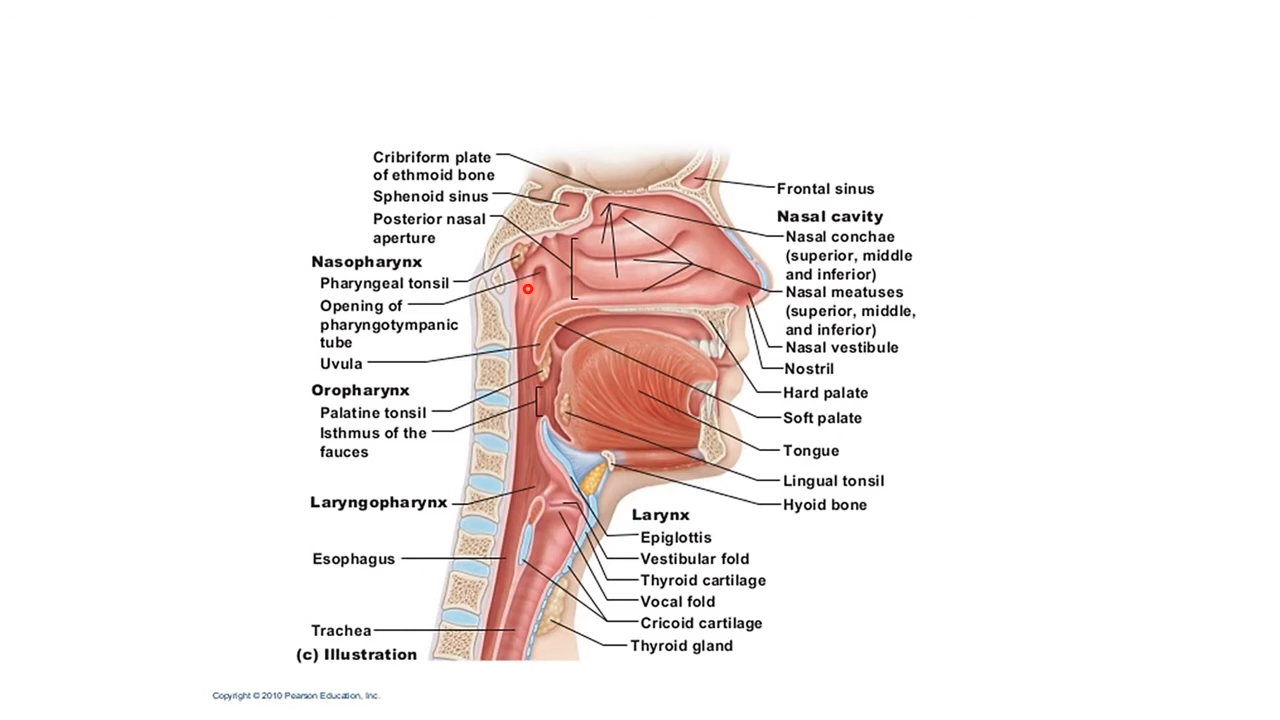 Cribriform plate
of ethmoid bone
Sphenoid sinus
Posterior nasal
aperture
Nasopharynx
Pharyngeal tonsil
Opening of
pharyngotympanic
tube
Uvula
Oropharynx
Palatine tonsil
Isthmus of the
fauces
Laryngopharynx
Esophagus
Trachea
(c) Illustration
Frontal sinus
Nasal cavity
Nasal conchae
(superior, middle
and inferior)
Nasal meatuses
(superior, middle,
and inferior)
Nasal vestibule
Nostril
Hard palate
Soft palate
Tongue
Lingual tonsil
Hyoid bone
Larynx
Epiglottis
Vestibular fold
Thyroid cartilage
Vocal fold
Cricoid cartilage
Thyroid gland
Copyright © 2010 Pearson Education, Inc.